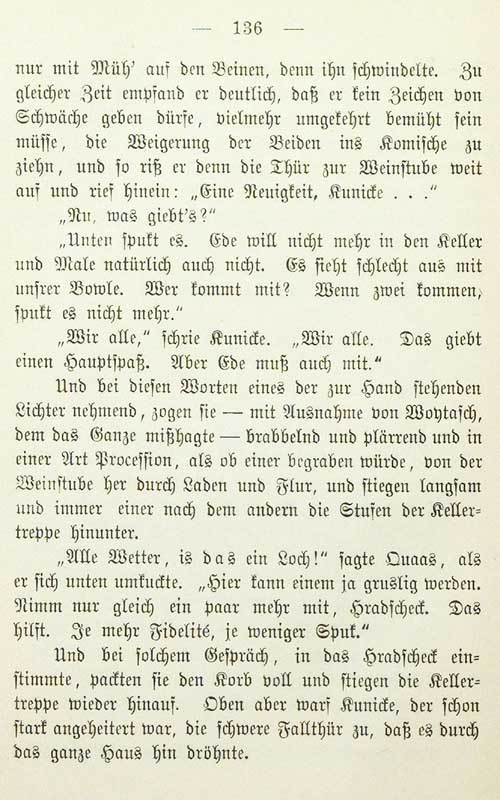 — 136 —
nur mit Müh’ auf den Beinen, denn ihn schwindelte. Zu
gleicher Zeit empfand er deutlich, daß er kein Zeichen von
Schwäche geben dürfe, vielmehr umgekehrt bemüht sein
müsse, die Weigerung der Beiden ins Komische zu
ziehn, und so riß er denn die Thür zur Weinstube weit
auf und rief hinein: „Eine Neuigkeit, Kunicke . . .“
„Nu, was giebt’s?“
„Unten spukt es. Ede will nicht mehr in den Keller
und Male natürlich auch nicht. Es sieht schlecht aus mit
unsrer Bowle. Wer kommt mit? Wenn zwei kommen,
spukt es nicht mehr.“
„Wir alle,“ schrie Kunicke. „Wir alle. Das giebt
einen Hauptspaß. Aber Ede muß auch mit.“
Und bei diesen Worten eines der zur Hand stehenden
Lichter nehmend, zogen sie — mit Ausnahme von Woytasch,
dem das Ganze mißhagte — brabbelnd und plärrend und in
einer Art Procession, als ob einer begraben würde, von der
Weinstube her durch Laden und Flur, und stiegen langsam
und immer einer nach dem andern die Stufen der Keller-
treppe hinunter.
„Alle Wetter, is das ein Loch!“ sagte Quaas, als
er sich unten umkuckte. „Hier kann einem ja gruslig werden.
Nimm nur gleich ein paar mehr mit, Hradscheck. Das
hilft. Je mehr Fidelité, je weniger Spuk.“
Und bei solchem Gespräch, in das Hradscheck ein-
stimmte, packten sie den Korb voll und stiegen die Keller-
treppe wieder hinauf. Oben aber warf Kunicke, der schon
stark angeheitert war, die schwere Fallthür zu, daß es durch
das ganze Haus hin dröhnte.